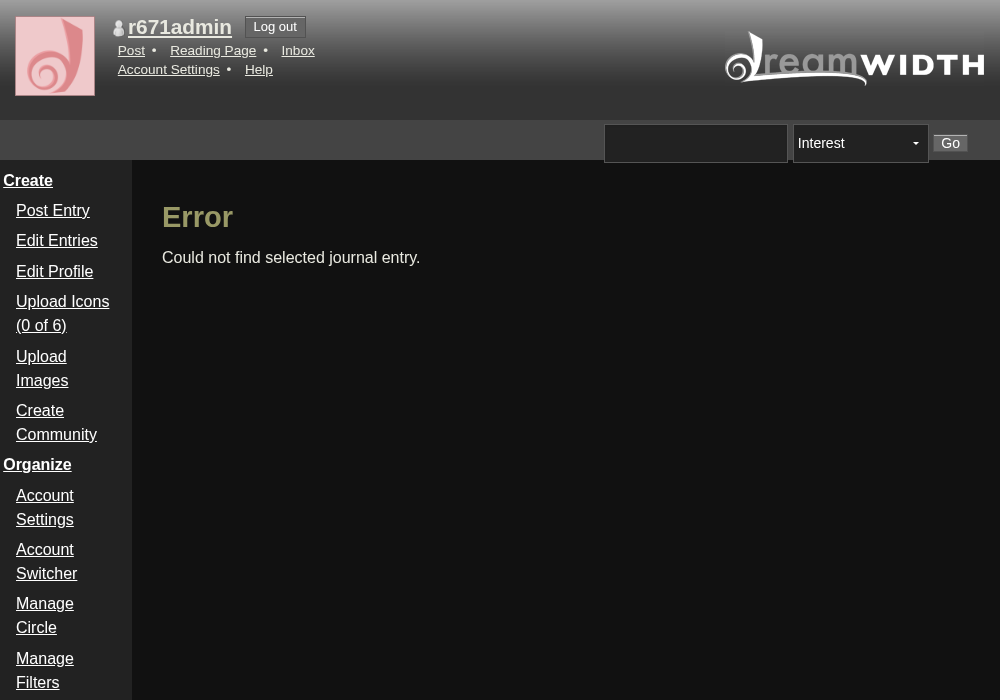 r671admin Log out
Post • Reading Page • Inbox
Account Settings • Help
dreamwidth
Interest Go
Create
Post Entry
Edit Entries
Edit Profile
Upload Icons
(0 of 6)
Upload
Images
Create
Community
Organize
Account
Settings
Account
Switcher
Manage
Circle
Manage
Filters
Error
Could not find selected journal entry.